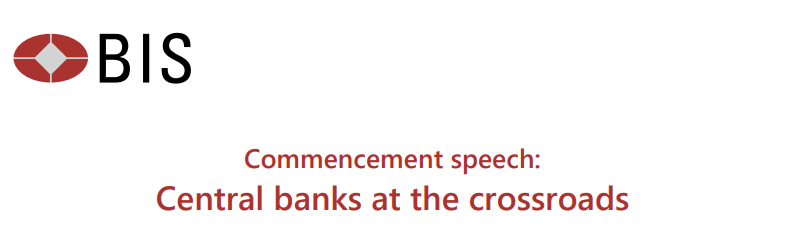 BIS
Commencement speech:
Central banks at the crossroads